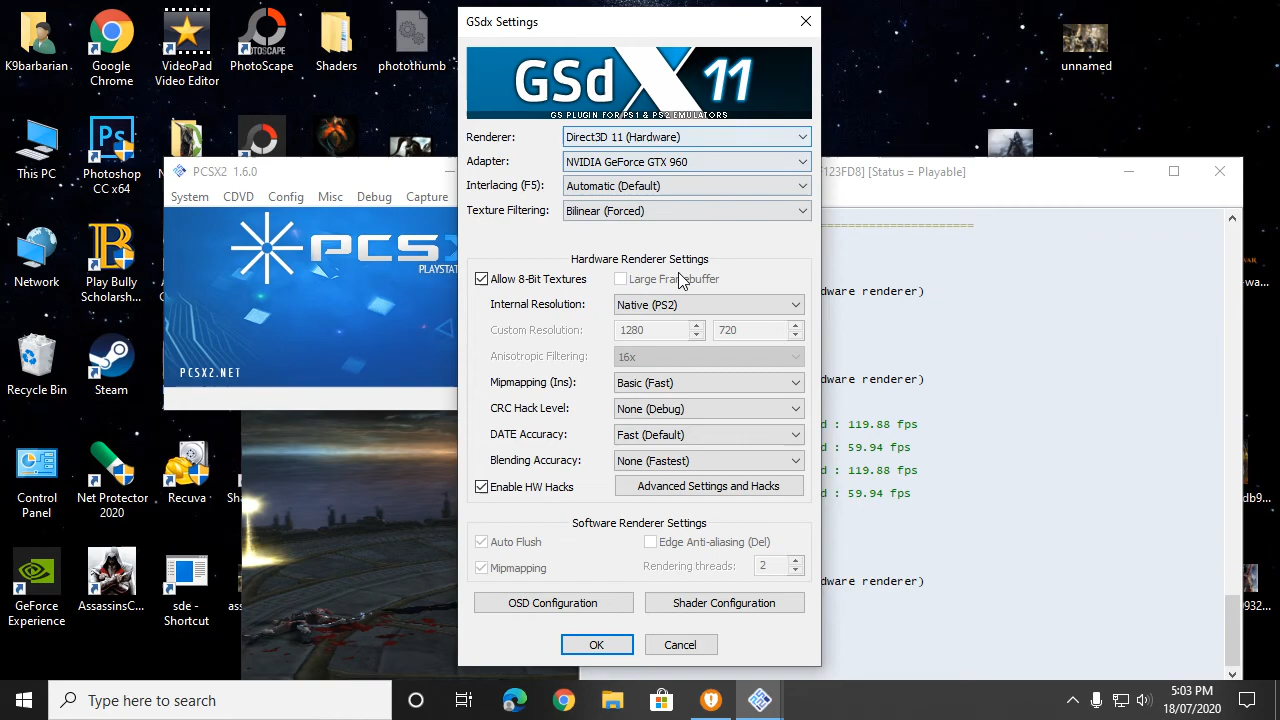 K9barbarian
Google Chrome
VideoPad Video Editor
PhotoScape
Shaders
photothumb
unnamed
This PC
Photoshop CC x64
Network
Play Bully Scholarsh...
Recycle Bin
Steam
Control Panel
Net Protector 2020
Recuva
GeForce Experience
AssassinsC...
sde - Shortcut
PCSX2 1.6.0
System CDVD Config Misc Debug Capture
PCSX
PLAYSTAT
PCSX2.NET
GSdx Settings
GSdX 11
GS PLUGIN FOR PS1 & PS2 EMULATORS
Renderer: Direct3D 11 (Hardware)
Adapter: NVIDIA GeForce GTX 960
Interlacing (F5): Automatic (Default)
Texture Filtering: Bilinear (Forced)
Hardware Renderer Settings
Allow 8-Bit Textures Large Framebuffer
Internal Resolution: Native (PS2)
Custom Resolution: 1280 720
Anisotropic Filtering: 16x
Mipmapping (Ins): Basic (Fast)
CRC Hack Level: None (Debug)
DATE Accuracy: Fast (Default)
Blending Accuracy: None (Fastest)
Enable HW Hacks Advanced Settings and Hacks
Software Renderer Settings
Auto Flush Edge Anti-aliasing (Del)
Mipmapping Rendering threads: 2
OSD Configuration Shader Configuration
OK Cancel
F123FD8] [Status = Playable]
====================
dware renderer)
dware renderer)
d : 119.88 fps
d : 59.94 fps
d : 119.88 fps
d : 59.94 fps
dware renderer)
Type here to search
5:03 PM
18/07/2020